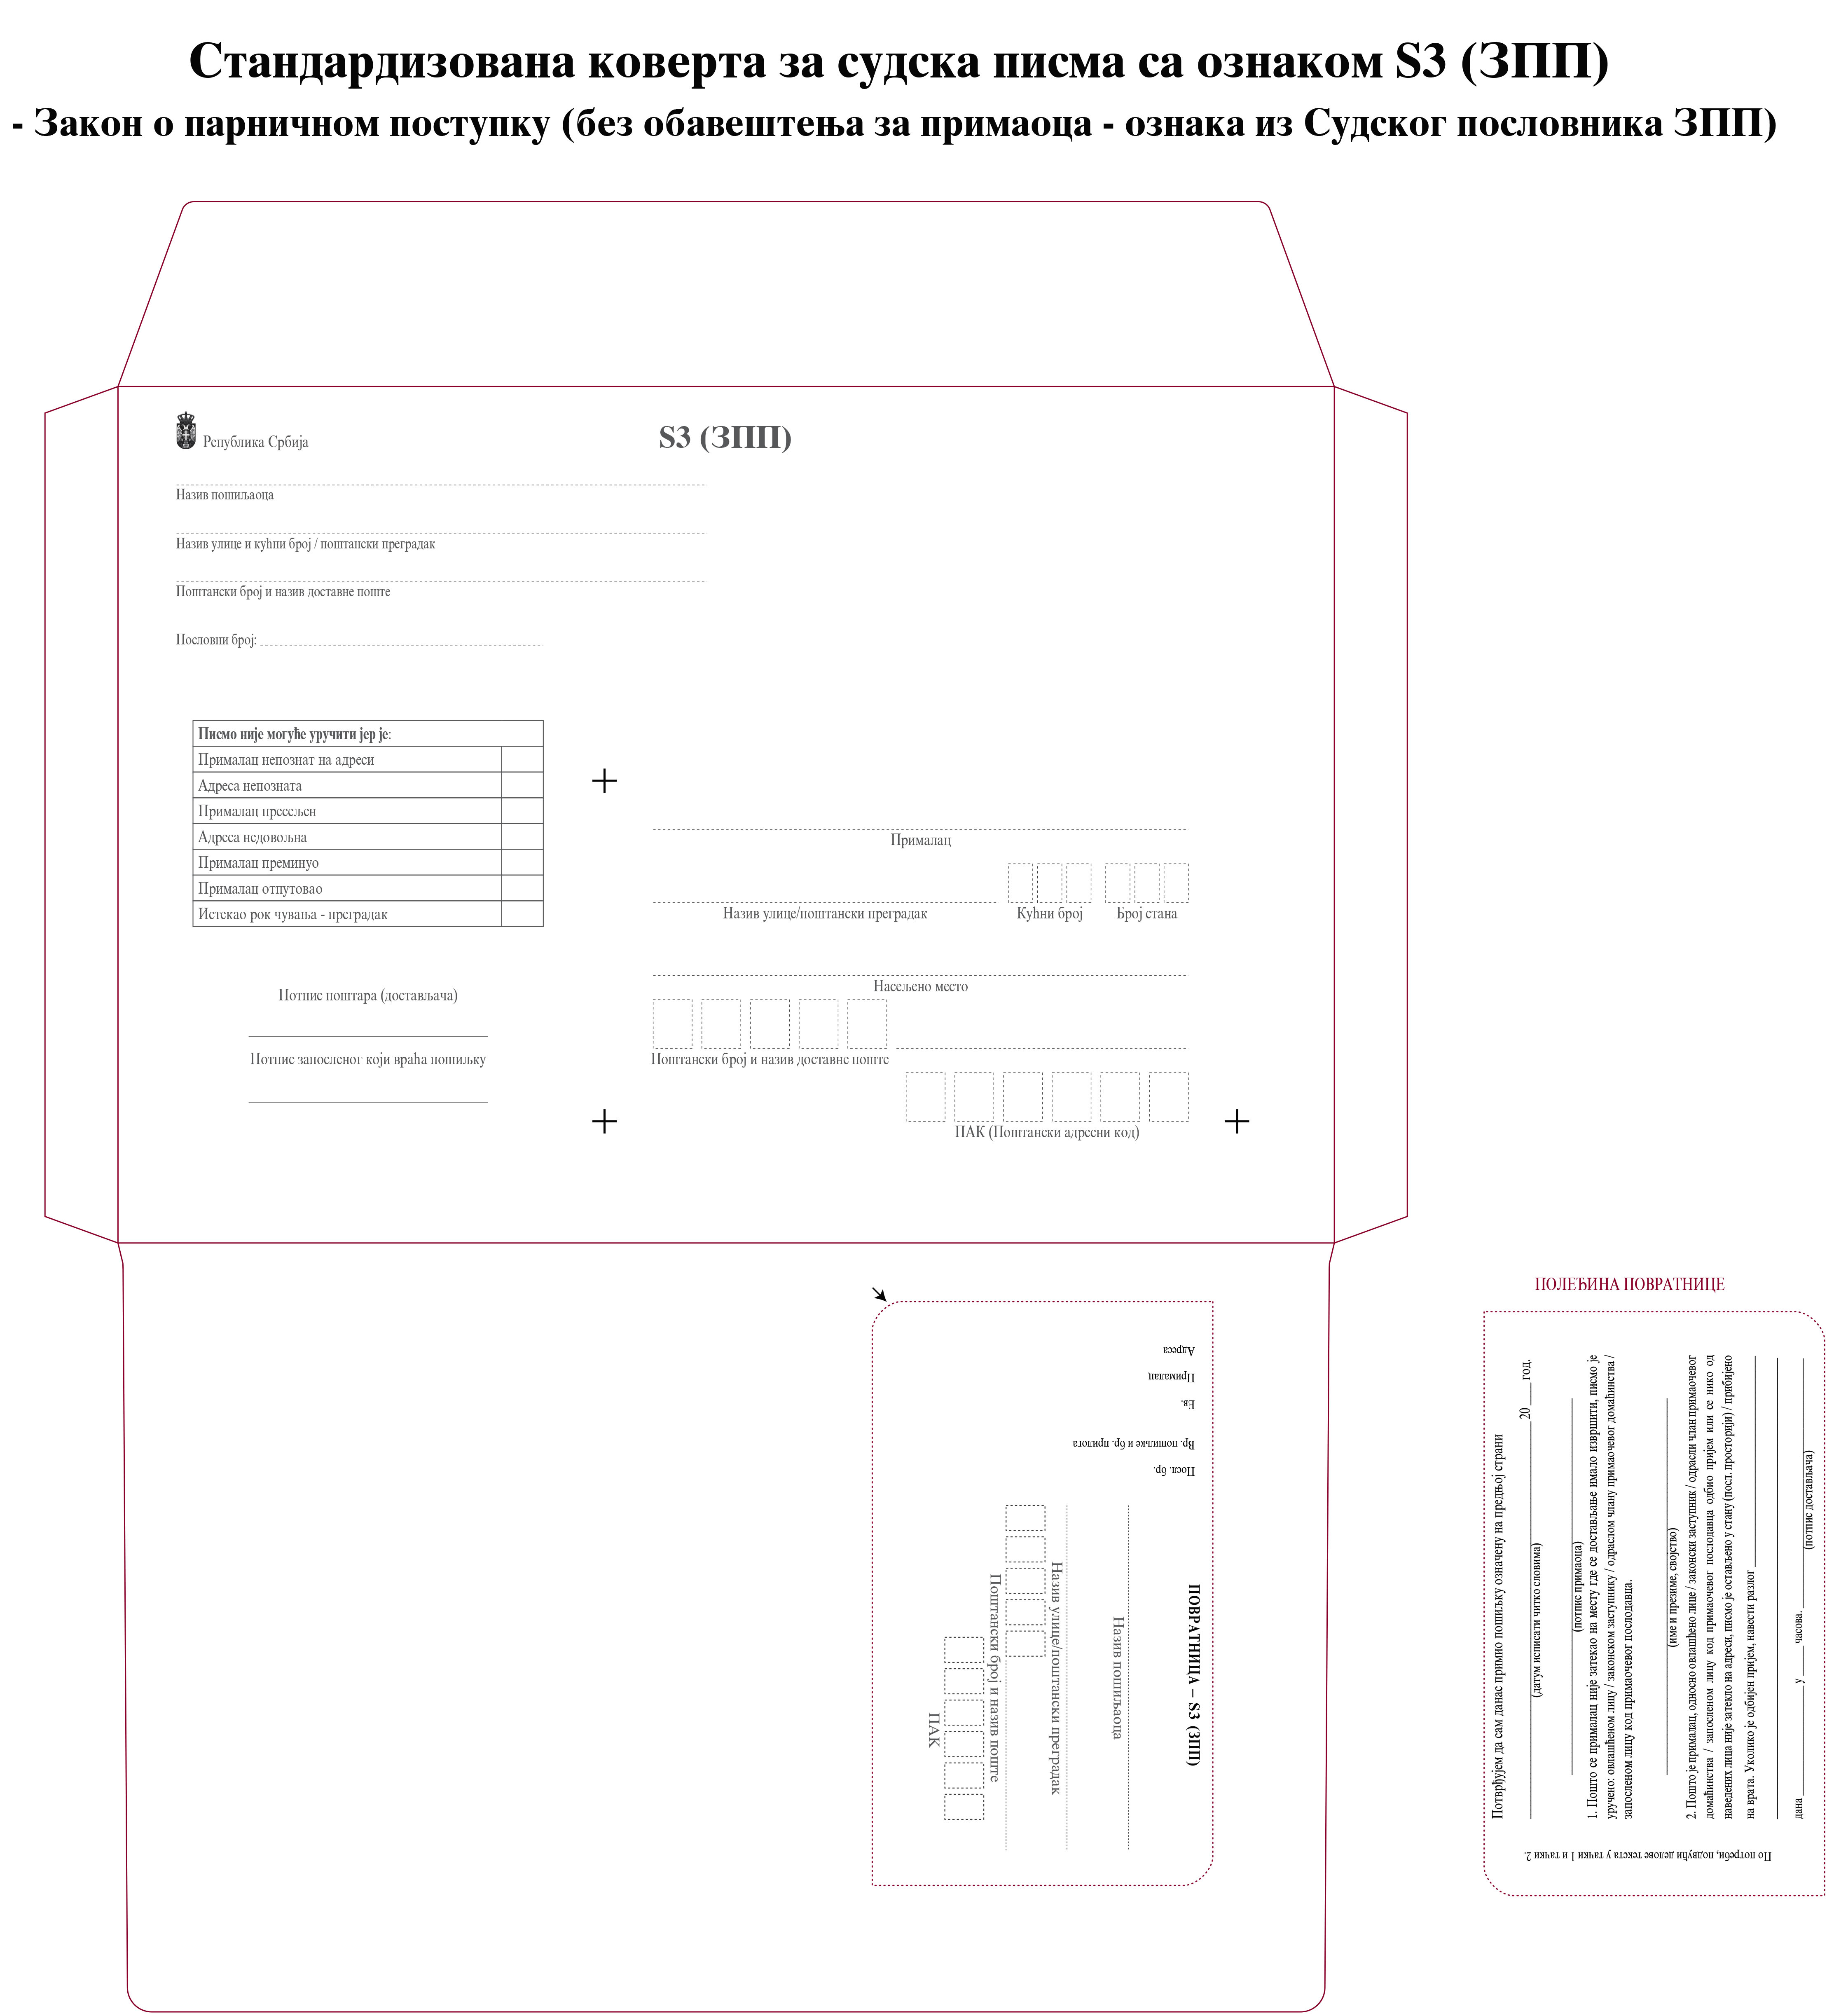 Стандардизована коверта за судска писма са ознаком S3 (ЗПП)
- Закон о парничном поступку (без обавештења за примаоца - ознака из Судског пословника ЗПП)
Република Србија
S3 (ЗПП)
Назив пошиљаоца
Назив улице и кућни број / поштански преградак
Поштански број и назив доставне поште
Пословни број:
Писмо није могуће уручити јер је:
Прималац непознат на адреси
Адреса непозната
Прималац пресељен
Адреса недовољна
Прималац преминуо
Прималац отпутовао
Истекао рок чувања - преградак
Потпис поштара (достављача)
Потпис запосленог који враћа пошиљку
Прималац
Назив улице/поштански преградак
Кућни број
Број стана
Насељено место
Поштански број и назив доставне поште
ПАК (Поштански адресни код)
ПОВРАТНИЦА – S3 (ЗПП)
Назив пошиљаоца
Назив улице/поштански преградак
Поштански број и назив поште
ПАК
Посл. бр.
Вр. пошиљке и бр. прилога
Ев.
Прималац
Адреса
ПОЛЕЂИНА ПОВРАТНИЦЕ
Потврђујем да сам данас примио пошиљку означену на предњој страни
20 ____ год.
(датум исписати читко словима)
(потпис примаоца)
1. Пошто се прималац није затекао на месту где се достављање имало извршити, писмо је
уручено: овлашћеном лицу / законском заступнику / одраслом члану примаочевог домаћинства /
запосленом лицу код примаочевог послодавца.
(име и презиме, својство)
2. Пошто је прималац, односно овлашћено лице / законски заступник / одрасли члан примаочевог
домаћинства / запосленом лицу код примаочевог послодавца одбио пријем или се нико од
наведених лица није затекло на адреси, писмо је остављено у стану (посл. просторији) / прибијено
на врата. Уколико је одбијен пријем, навести разлог
дана ______ у ____ часова.
(потпис достављача)
По потреби, подвући делове текста у тачки 1 и тачки 2.